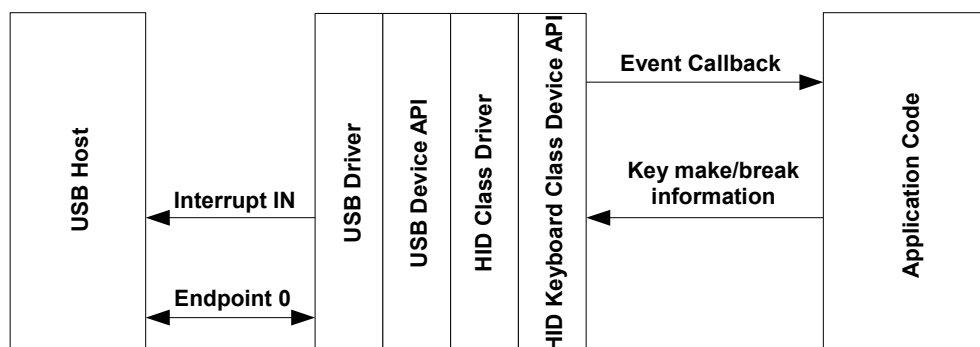 USB Host
Interrupt IN
Endpoint 0
USB Driver
USB Device API
HID Class Driver
HID Keyboard Class Device API
Event Callback
Key make/break
information
Application Code